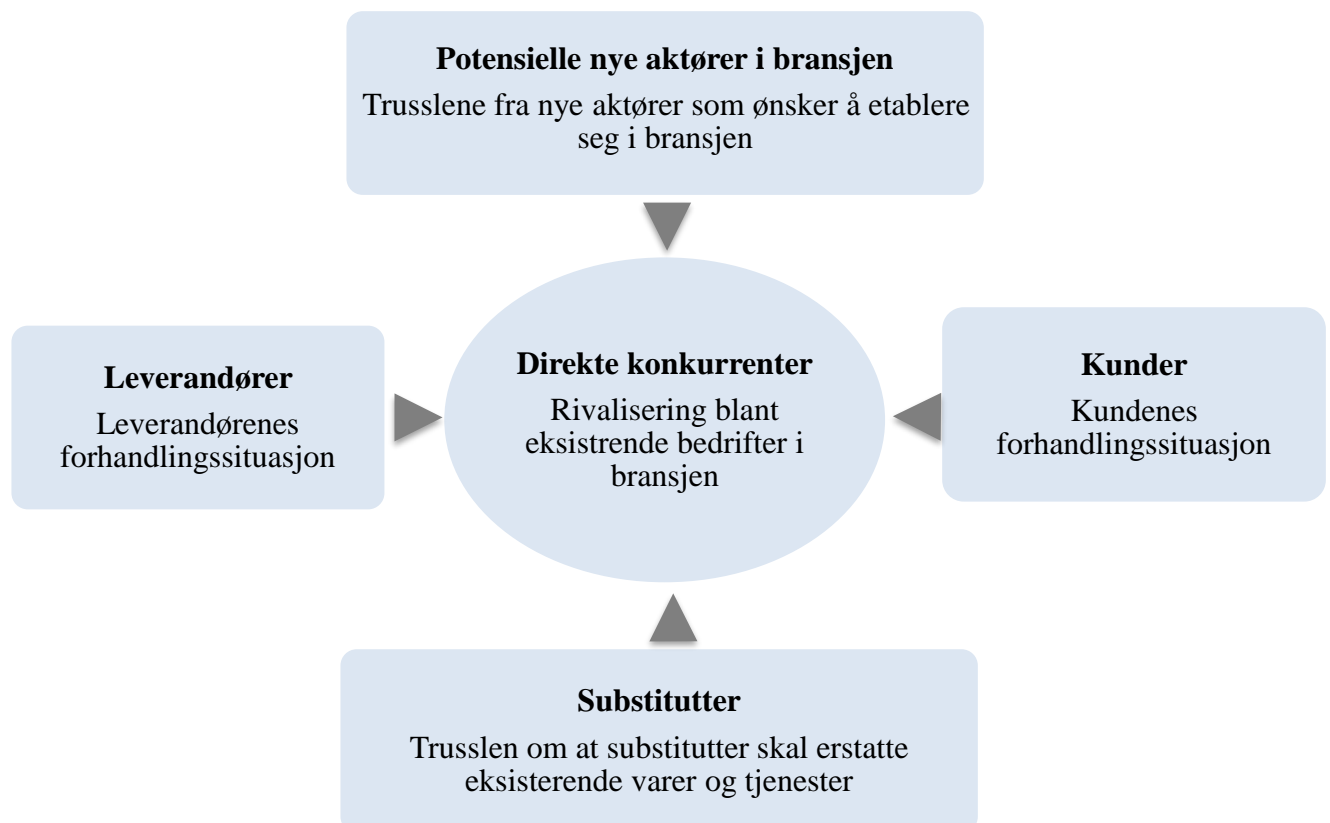 Potensielle nye aktører i bransjen
Trusslene fra nye aktører som ønsker å etablere
seg i bransjen
Leverandører
Leverandørenes
forhandlingssituasjon
Direkte konkurrenter
Rivalisering blant
eksistrende bedrifter i
bransjen
Kunder
Kundenes
forhandlingssituasjon
Substitutter
Trusslen om at substitutter skal erstatte
eksisterende varer og tjenester